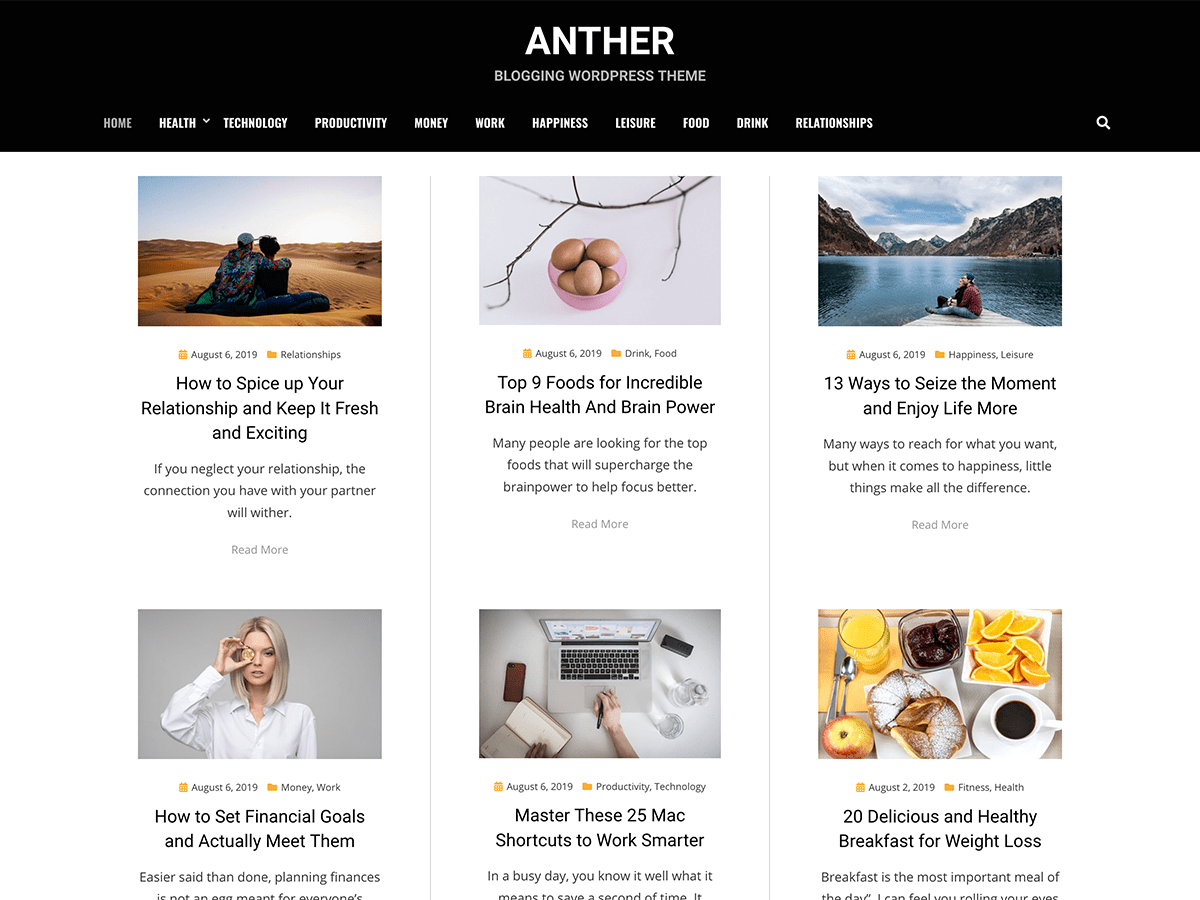 ANTHER
BLOGGING WORDPRESS THEME
HOME HEALTH TECHNOLOGY PRODUCTIVITY MONEY WORK HAPPINESS LEISURE FOOD DRINK RELATIONSHIPS
August 6, 2019 Relationships
How to Spice up Your
Relationship and Keep It Fresh
and Exciting
If you neglect your relationship, the
connection you have with your partner
will wither.
Read More
August 6, 2019 Drink, Food
Top 9 Foods for Incredible
Brain Health And Brain Power
Many people are looking for the top
foods that will supercharge the
brainpower to help focus better.
Read More
August 6, 2019 Happiness, Leisure
13 Ways to Seize the Moment
and Enjoy Life More
Many ways to reach for what you want,
but when it comes to happiness, little
things make all the difference.
Read More
August 6, 2019 Money, Work
How to Set Financial Goals
and Actually Meet Them
Easier said than done, planning finances
is not an egg meant for everyone's
August 6, 2019 Productivity, Technology
Master These 25 Mac
Shortcuts to Work Smarter
In a busy day, you know it well what it
means to save a second of time. It
August 2, 2019 Fitness, Health
20 Delicious and Healthy
Breakfast for Weight Loss
Breakfast is the most important meal of
the day", I can feel you rolling your eyes